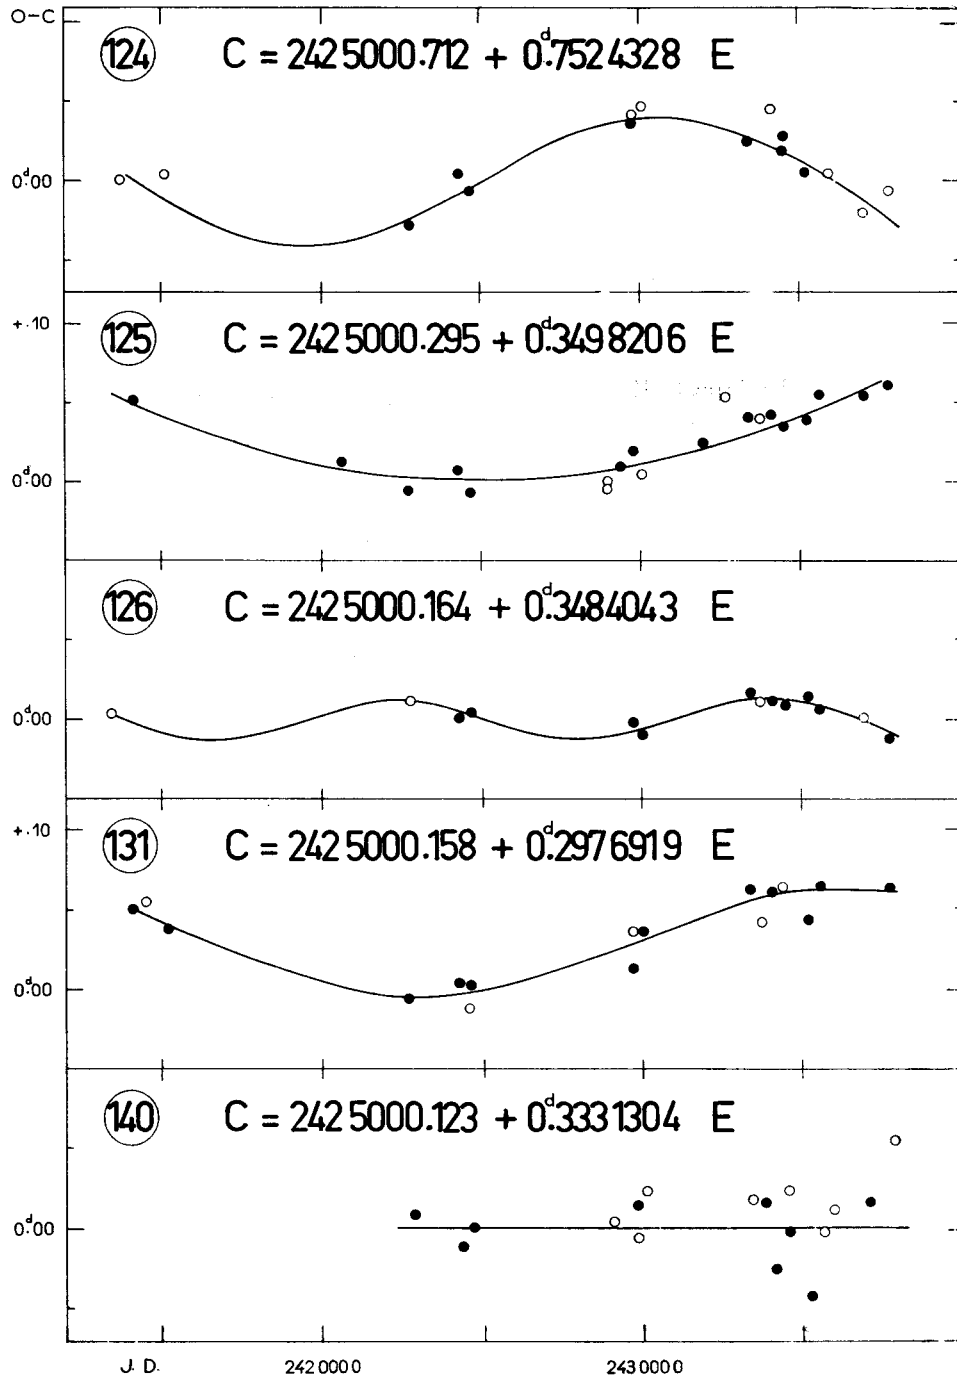 O-C
124 C = 2425000.712 + 0.ᵈ7524328 E
0.ᵈ00
+.10
125 C = 2425000.295 + 0.ᵈ3498206 E
0.ᵈ00
126 C = 2425000.164 + 0.ᵈ3484043 E
0.ᵈ00
+.10
131 C = 2425000.158 + 0.ᵈ2976919 E
0.ᵈ00
140 C = 2425000.123 + 0.ᵈ3331304 E
0.ᵈ00
J. D. 2420000 2430000